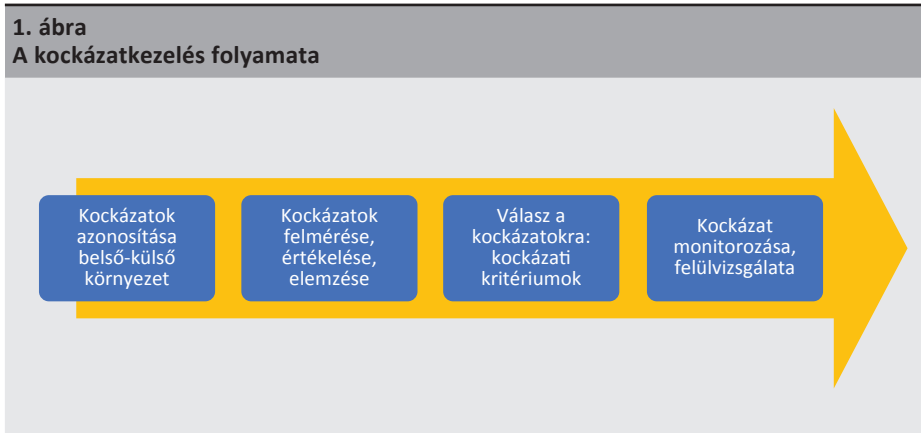 1. ábra
A kockázatkezelés folyamata
Kockázatok
azonosítása
belső-külső
környezet
Kockázatok
felmérése,
értékelése,
elemzése
Válasz a
kockázatokra:
kockázati
kritériumok
Kockázat
monitorozása,
felülvizsgálata